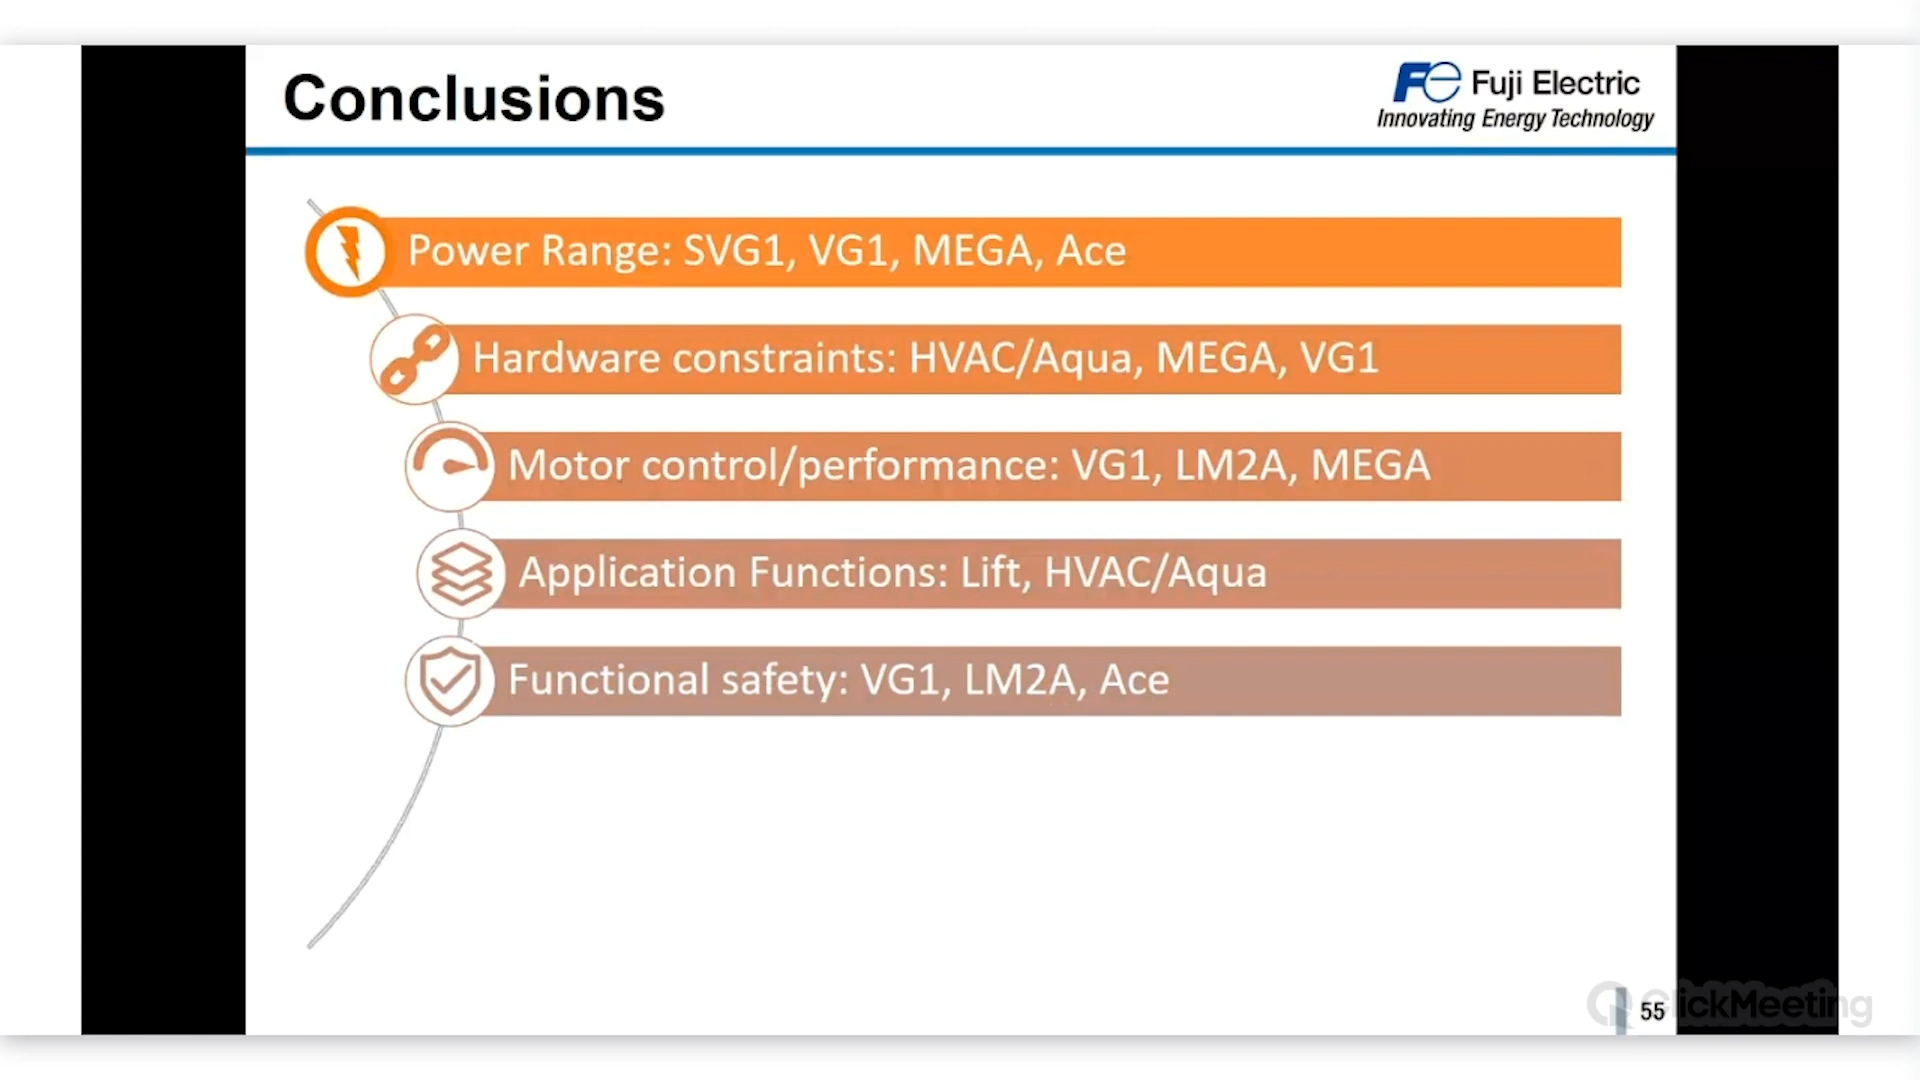 Conclusions
Fe Fuji Electric
Innovating Energy Technology
Power Range: SVG1, VG1, MEGA, Ace
Hardware constraints: HVAC/Aqua, MEGA, VG1
Motor control/performance: VG1, LM2A, MEGA
Application Functions: Lift, HVAC/Aqua
Functional safety: VG1, LM2A, Ace
55
ClickMeeting